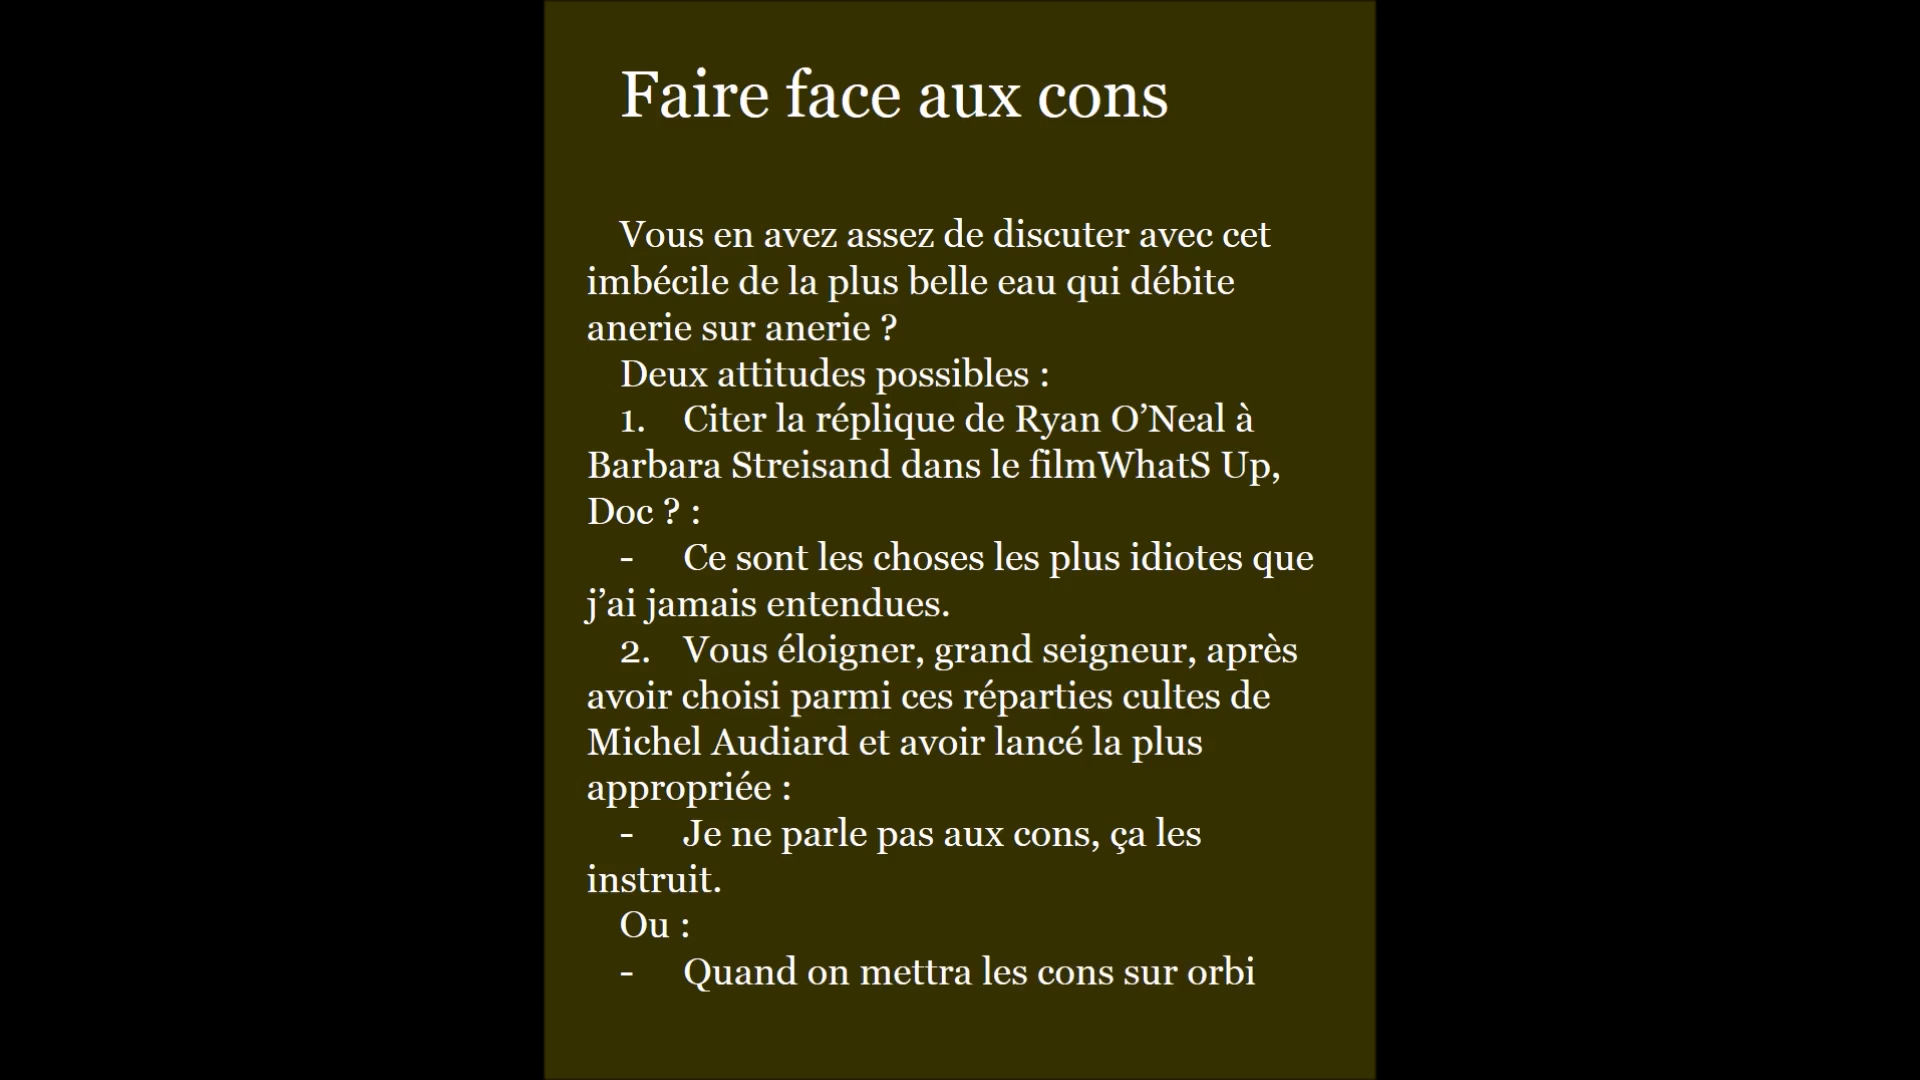 Faire face aux cons
Vous en avez assez de discuter avec cet
imbécile de la plus belle eau qui débite
anerie sur anerie ?
Deux attitudes possibles :
1. Citer la réplique de Ryan O’Neal à
Barbara Streisand dans le filmWhatS Up,
Doc ? :
- Ce sont les choses les plus idiotes que
j’ai jamais entendues.
2. Vous éloigner, grand seigneur, après
avoir choisi parmi ces réparties cultes de
Michel Audiard et avoir lancé la plus
appropriée :
- Je ne parle pas aux cons, ça les
instruit.
Ou :
- Quand on mettra les cons sur orbi